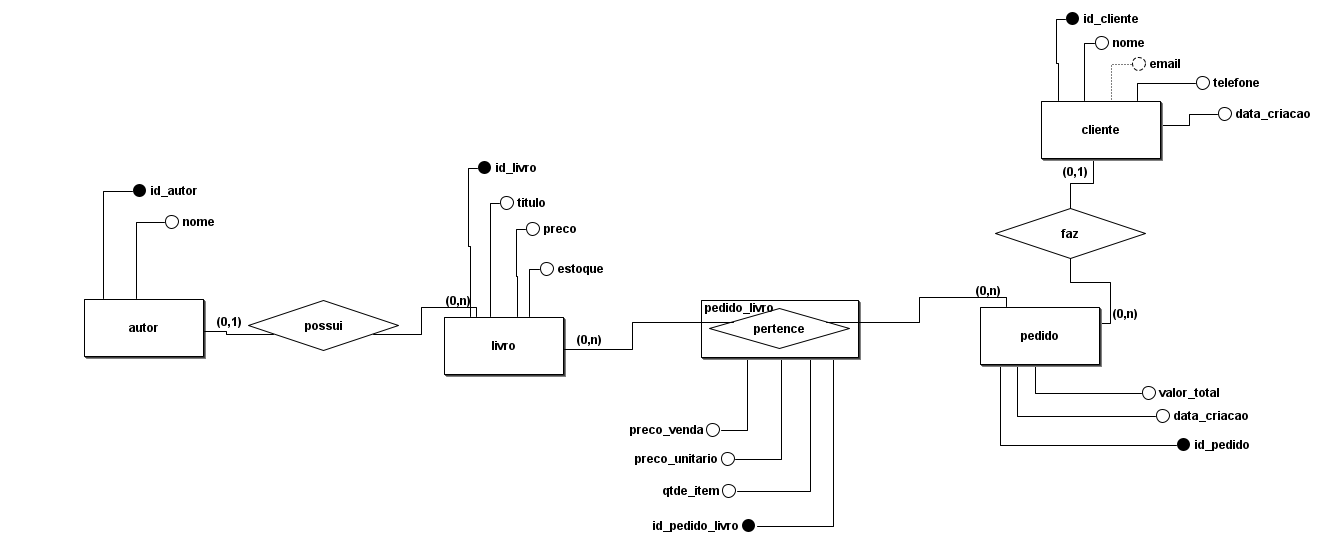 id_cliente
nome
email
telefone
data_criacao
cliente
(0,1)
faz
(0,n)
id_autor
nome
autor
(0,1)
possui
(0,n)
id_livro
titulo
preco
estoque
livro
(0,n)
pedido_livro
pertence
(0,n)
pedido
preco_venda
preco_unitario
qtde_item
id_pedido_livro
valor_total
data_criacao
id_pedido